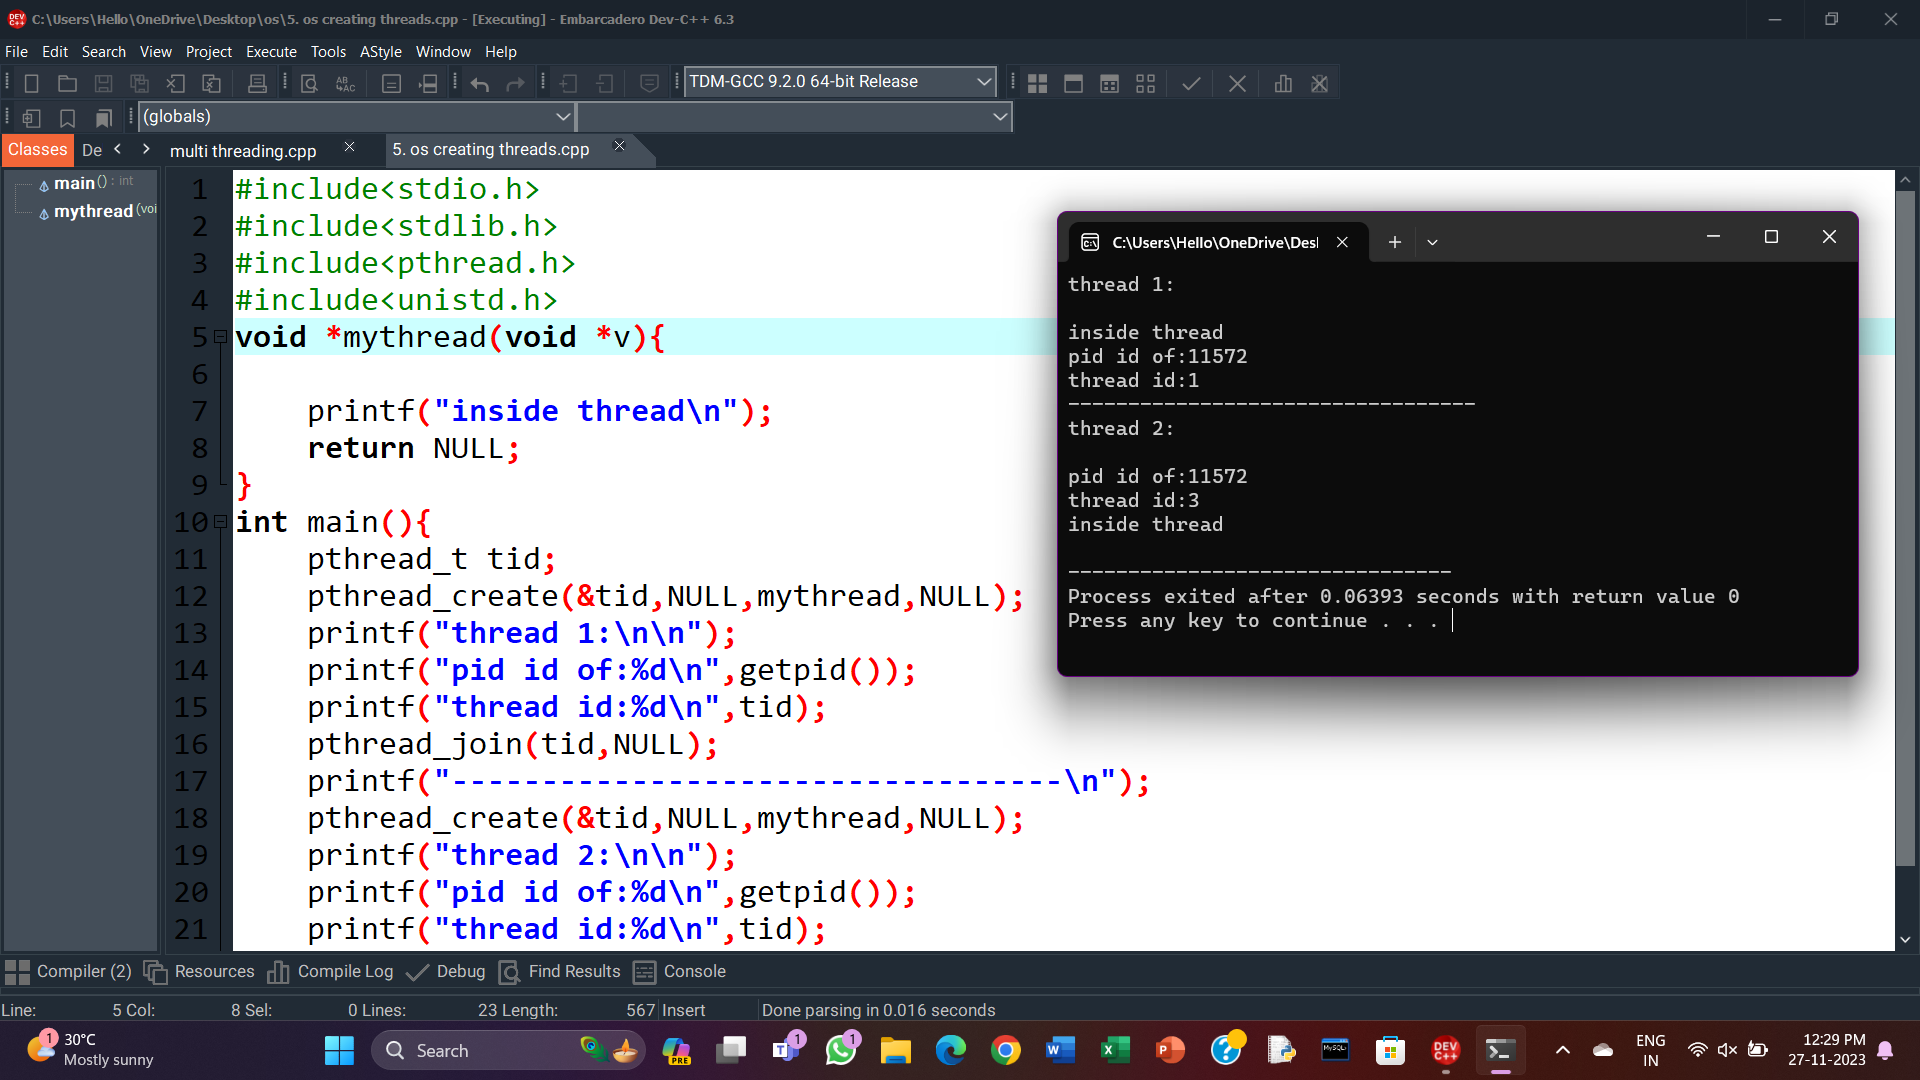 C:\Users\Hello\OneDrive\Desktop\os\5. os creating threads.cpp - [Executing] - Embarcadero Dev-C++ 6.3
File Edit Search View Project Execute Tools AStyle Window Help
TDM-GCC 9.2.0 64-bit Release
(globals)
Classes De multi threading.cpp 5. os creating threads.cpp
main() : int
mythread(voi
1 #include<stdio.h>
2 #include<stdlib.h>
3 #include<pthread.h>
4 #include<unistd.h>
5 void *mythread(void *v){
6
7 printf("inside thread\n");
8 return NULL;
9 }
10 int main(){
11 pthread_t tid;
12 pthread_create(&tid,NULL,mythread,NULL);
13 printf("thread 1:\n\n");
14 printf("pid id of:%d\n",getpid());
15 printf("thread id:%d\n",tid);
16 pthread_join(tid,NULL);
17 printf("----------------------------------\n");
18 pthread_create(&tid,NULL,mythread,NULL);
19 printf("thread 2:\n\n");
20 printf("pid id of:%d\n",getpid());
21 printf("thread id:%d\n",tid);
C:\Users\Hello\OneDrive\Des
thread 1:
inside thread
pid id of:11572
thread id:1
----------------------------------
thread 2:
pid id of:11572
thread id:3
inside thread
--------------------------------
Process exited after 0.06393 seconds with return value 0
Press any key to continue . . .
Compiler (2) Resources Compile Log Debug Find Results Console
Line: 5 Col: 8 Sel: 0 Lines: 23 Length: 567 Insert Done parsing in 0.016 seconds
1 30°C
Mostly sunny
Search
PRE
1
1
MySQL
DEV C++
ENG
IN
12:29 PM
27-11-2023